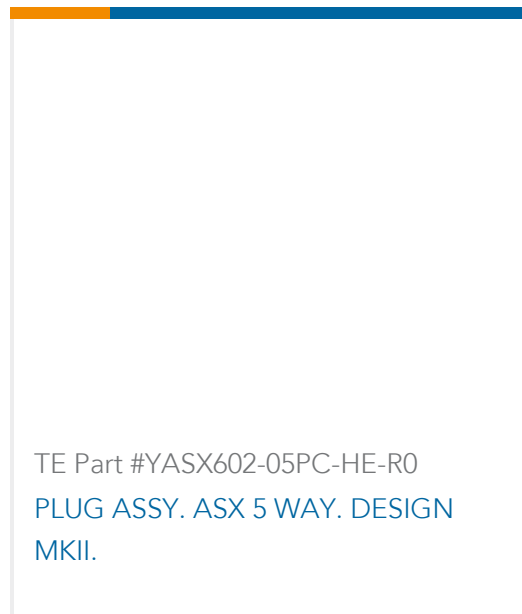 TE Part #YASX602-05PC-HE-R0
PLUG ASSY. ASX 5 WAY. DESIGN
MKII.